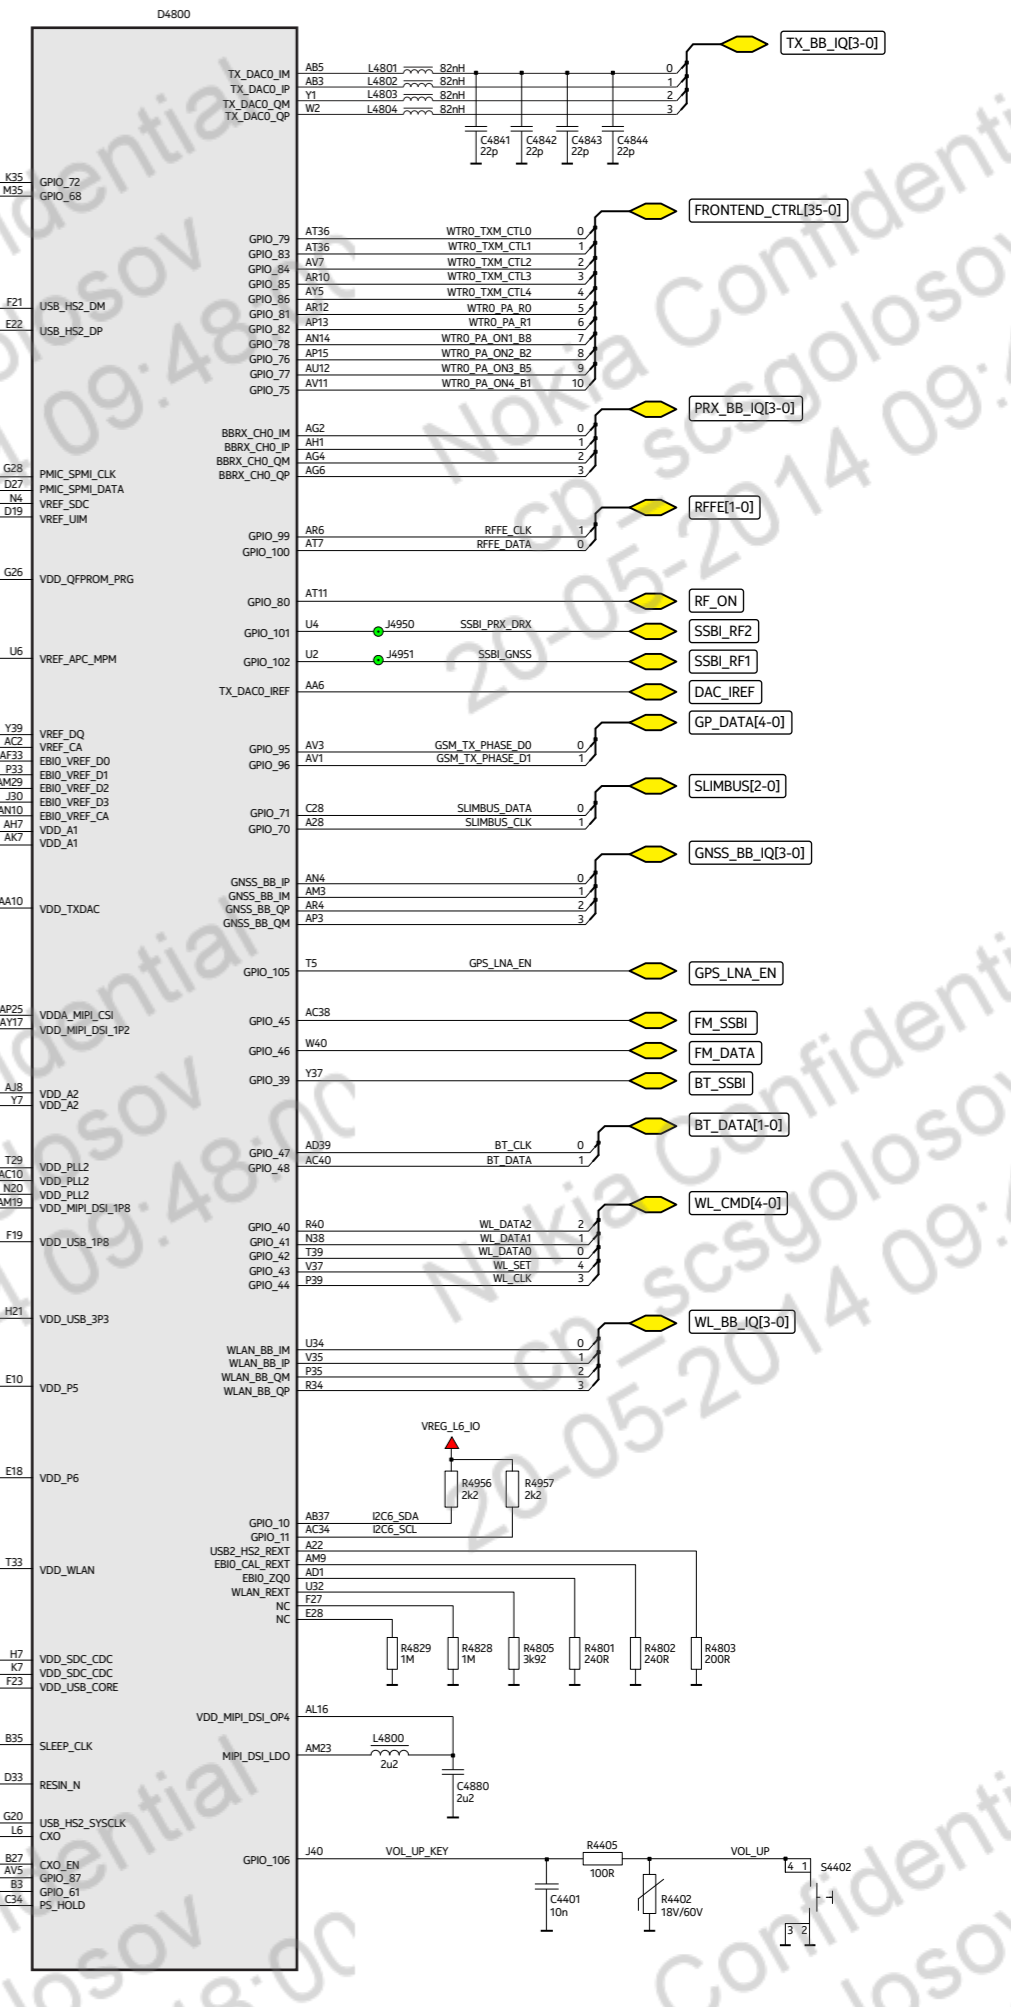 D4800
TX_DAC0_IM AB5 L4801 82nH 0
TX_DAC0_IP AB3 L4802 82nH 1
TX_DAC0_QM Y1 L4803 82nH 2
TX_DAC0_QP W2 L4804 82nH 3
TX_BB_IQ[3-0]
C4841 22p
C4842 22p
C4843 22p
C4844 22p
K35 GPIO_72
M35 GPIO_68
FRONTEND_CTRL[35-0]
GPIO_79 AT36 WTR0_TXM_CTL0 0
GPIO_83 AT36 WTR0_TXM_CTL1 1
GPIO_84 AV7 WTR0_TXM_CTL2 2
GPIO_85 AR10 WTR0_TXM_CTL3 3
GPIO_86 AY5 WTR0_TXM_CTL4 4
GPIO_81 AR12 WTR0_PA_R0 5
GPIO_82 AP13 WTR0_PA_R1 6
GPIO_78 AN14 WTR0_PA_ON1_B8 7
GPIO_76 AP15 WTR0_PA_ON2_B2 8
GPIO_77 AU12 WTR0_PA_ON3_B5 9
GPIO_75 AV11 WTR0_PA_ON4_B1 10
F21 USB_HS2_DM
E22 USB_HS2_DP
PRX_BB_IQ[3-0]
BBRX_CH0_IM AG2 0
BBRX_CH0_IP AH1 1
BBRX_CH0_QM AG4 2
BBRX_CH0_QP AG6 3
G28 PMIC_SPMI_CLK
D27 PMIC_SPMI_DATA
N4 VREF_SDC
D19 VREF_UIM
RFFE[1-0]
GPIO_99 AR6 RFFE_CLK 1
GPIO_100 AT7 RFFE_DATA 0
G26 VDD_QFPROM_PRG
GPIO_80 AT11 RF_ON
GPIO_101 U4 J4950 SSBI_PRX_DRX SSBI_RF2
GPIO_102 U2 J4951 SSBI_GNSS SSBI_RF1
U6 VREF_APC_MPM
TX_DAC0_IREF AA6 DAC_IREF
GP_DATA[4-0]
GPIO_95 AV3 GSM_TX_PHASE_D0 0
GPIO_96 AV1 GSM_TX_PHASE_D1 1
Y39 VREF_DQ
AC2 VREF_CA
AF33 EBI0_VREF_D0
P33 EBI0_VREF_D1
AM29 EBI0_VREF_D2
J30 EBI0_VREF_D3
AN10 EBI0_VREF_CA
AH7 VDD_A1
AK7 VDD_A1
SLIMBUS[2-0]
GPIO_71 C28 SLIMBUS_DATA 0
GPIO_70 A28 SLIMBUS_CLK 1
GNSS_BB_IQ[3-0]
GNSS_BB_IP AN4 0
GNSS_BB_IM AM3 1
GNSS_BB_QP AR4 2
GNSS_BB_QM AP3 3
AA10 VDD_TXDAC
GPIO_105 T5 GPS_LNA_EN GPS_LNA_EN
AP25 VDDA_MIPI_CSI
AY17 VDD_MIPI_DSI_1P2
GPIO_45 AC38 FM_SSBI
GPIO_46 W40 FM_DATA
GPIO_39 Y37 BT_SSBI
AJ8 VDD_A2
Y7 VDD_A2
BT_DATA[1-0]
GPIO_47 AD39 BT_CLK 0
GPIO_48 AC40 BT_DATA 1
T29 VDD_PLL2
AC10 VDD_PLL2
N20 VDD_PLL2
AM19 VDD_MIPI_DSI_1P8
F19 VDD_USB_1P8
WL_CMD[4-0]
GPIO_40 R40 WL_DATA2 2
GPIO_41 N38 WL_DATA1 1
GPIO_42 T39 WL_DATA0 0
GPIO_43 V37 WL_SET 4
GPIO_44 P39 WL_CLK 3
H21 VDD_USB_3P3
WL_BB_IQ[3-0]
WLAN_BB_IM U34 0
WLAN_BB_IP V35 1
WLAN_BB_QM P35 2
WLAN_BB_QP R34 3
E10 VDD_P5
VREG_L6_IO
R4956 2k2
R4957 2k2
E18 VDD_P6
GPIO_10 AB37 I2C6_SDA
GPIO_11 AC34 I2C6_SCL
USB2_HS2_REXT A22
EBI0_CAL_REXT AM9
EBI0_ZQ0 AD1
WLAN_REXT U32
NC F27
NC E28
T33 VDD_WLAN
R4829 1M
R4828 1M
R4805 3k92
R4801 240R
R4802 240R
R4803 200R
H7 VDD_SDC_CDC
K7 VDD_SDC_CDC
F23 VDD_USB_CORE
VDD_MIPI_DSI_OP4 AL16
MIPI_DSI_LDO AM23 L4800 2u2
C4880 2u2
B35 SLEEP_CLK
D33 RESIN_N
G20 USB_HS2_SYSCLK
L6 CXO
B27 CXO_EN
AV5 GPIO_87
B3 GPIO_61
C34 PS_HOLD
GPIO_106 J40 VOL_UP_KEY R4405 100R VOL_UP 4 1 S4402
C4401 10n
R4402 18V/60V
3 2
Nokia Confidential
cp_scsgolosov
20-05-2014 09:48:00